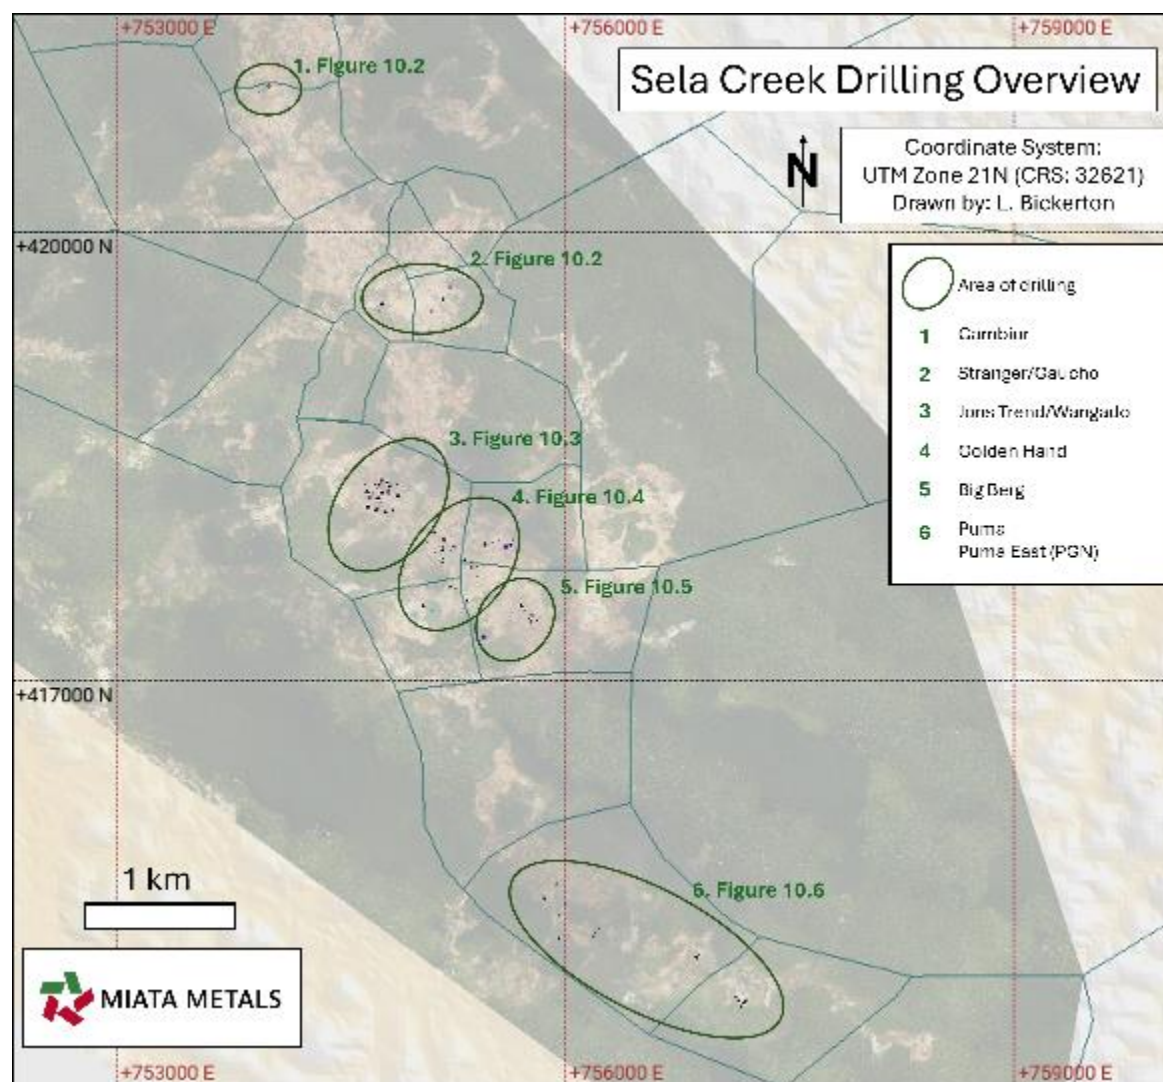 +753000 E
+756000 E
+759000 E
1. Figure 10.2
Sela Creek Drilling Overview
N
Coordinate System:
UTM Zone 21N (CRS: 32621)
Drawn by: L. Bickerton
+420000 N
2. Figure 10.2
Area of drilling
1 Cambior
2 Stranger/Gaucho
3 Jons Trend/Wangado
4 Golden Hand
5 Big Berg
6 Puma
Puma East (PGN)
3. Figure 10.3
4. Figure 10.4
5. Figure 10.5
+417000 N
1 km
6. Figure 10.6
MIATA METALS
+753000 E
+756000 E
+759000 E